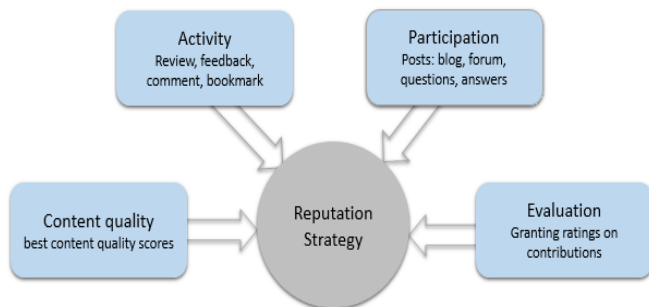 Activity
Review, feedback,
comment, bookmark
Participation
Posts: blog, forum,
questions, answers
Content quality
best content quality scores
Reputation
Strategy
Evaluation
Granting ratings on
contributions